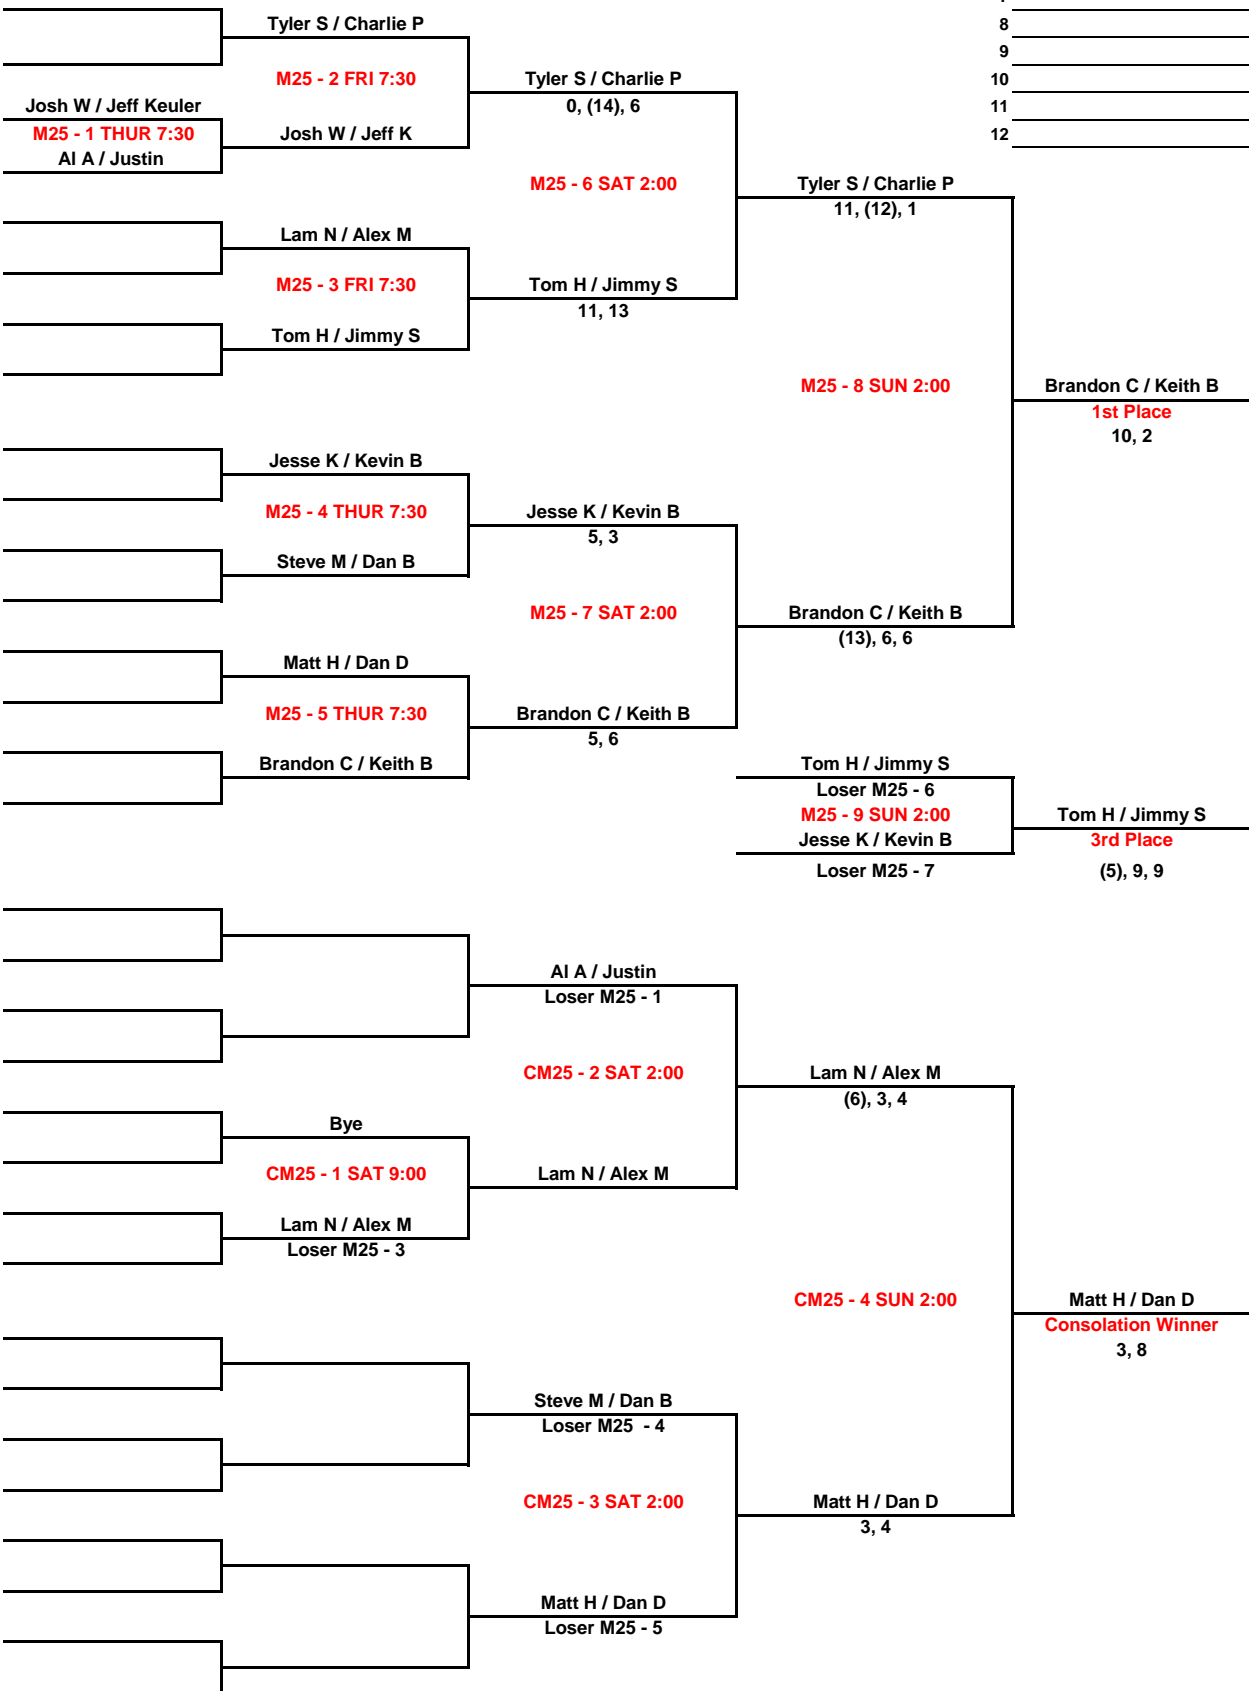 Tyler S / Charlie P
8
M25 - 2 FRI 7:30
Tyler S / Charlie P
9
10
Josh W / Jeff Keuler
0, (14), 6
11
M25 - 1 THUR 7:30
Josh W / Jeff K
12
Al A / Justin
M25 - 6 SAT 2:00
Tyler S / Charlie P
11, (12), 1
Lam N / Alex M
M25 - 3 FRI 7:30
Tom H / Jimmy S
11, 13
Tom H / Jimmy S
M25 - 8 SUN 2:00
Brandon C / Keith B
1st Place
10, 2
Jesse K / Kevin B
M25 - 4 THUR 7:30
Jesse K / Kevin B
5, 3
Steve M / Dan B
M25 - 7 SAT 2:00
Brandon C / Keith B
(13), 6, 6
Matt H / Dan D
M25 - 5 THUR 7:30
Brandon C / Keith B
5, 6
Brandon C / Keith B
Tom H / Jimmy S
Loser M25 - 6
M25 - 9 SUN 2:00
Tom H / Jimmy S
Jesse K / Kevin B
3rd Place
Loser M25 - 7
(5), 9, 9
Al A / Justin
Loser M25 - 1
CM25 - 2 SAT 2:00
Lam N / Alex M
(6), 3, 4
Bye
CM25 - 1 SAT 9:00
Lam N / Alex M
Lam N / Alex M
Loser M25 - 3
CM25 - 4 SUN 2:00
Matt H / Dan D
Consolation Winner
3, 8
Steve M / Dan B
Loser M25  - 4
CM25 - 3 SAT 2:00
Matt H / Dan D
3, 4
Matt H / Dan D
Loser M25 - 5